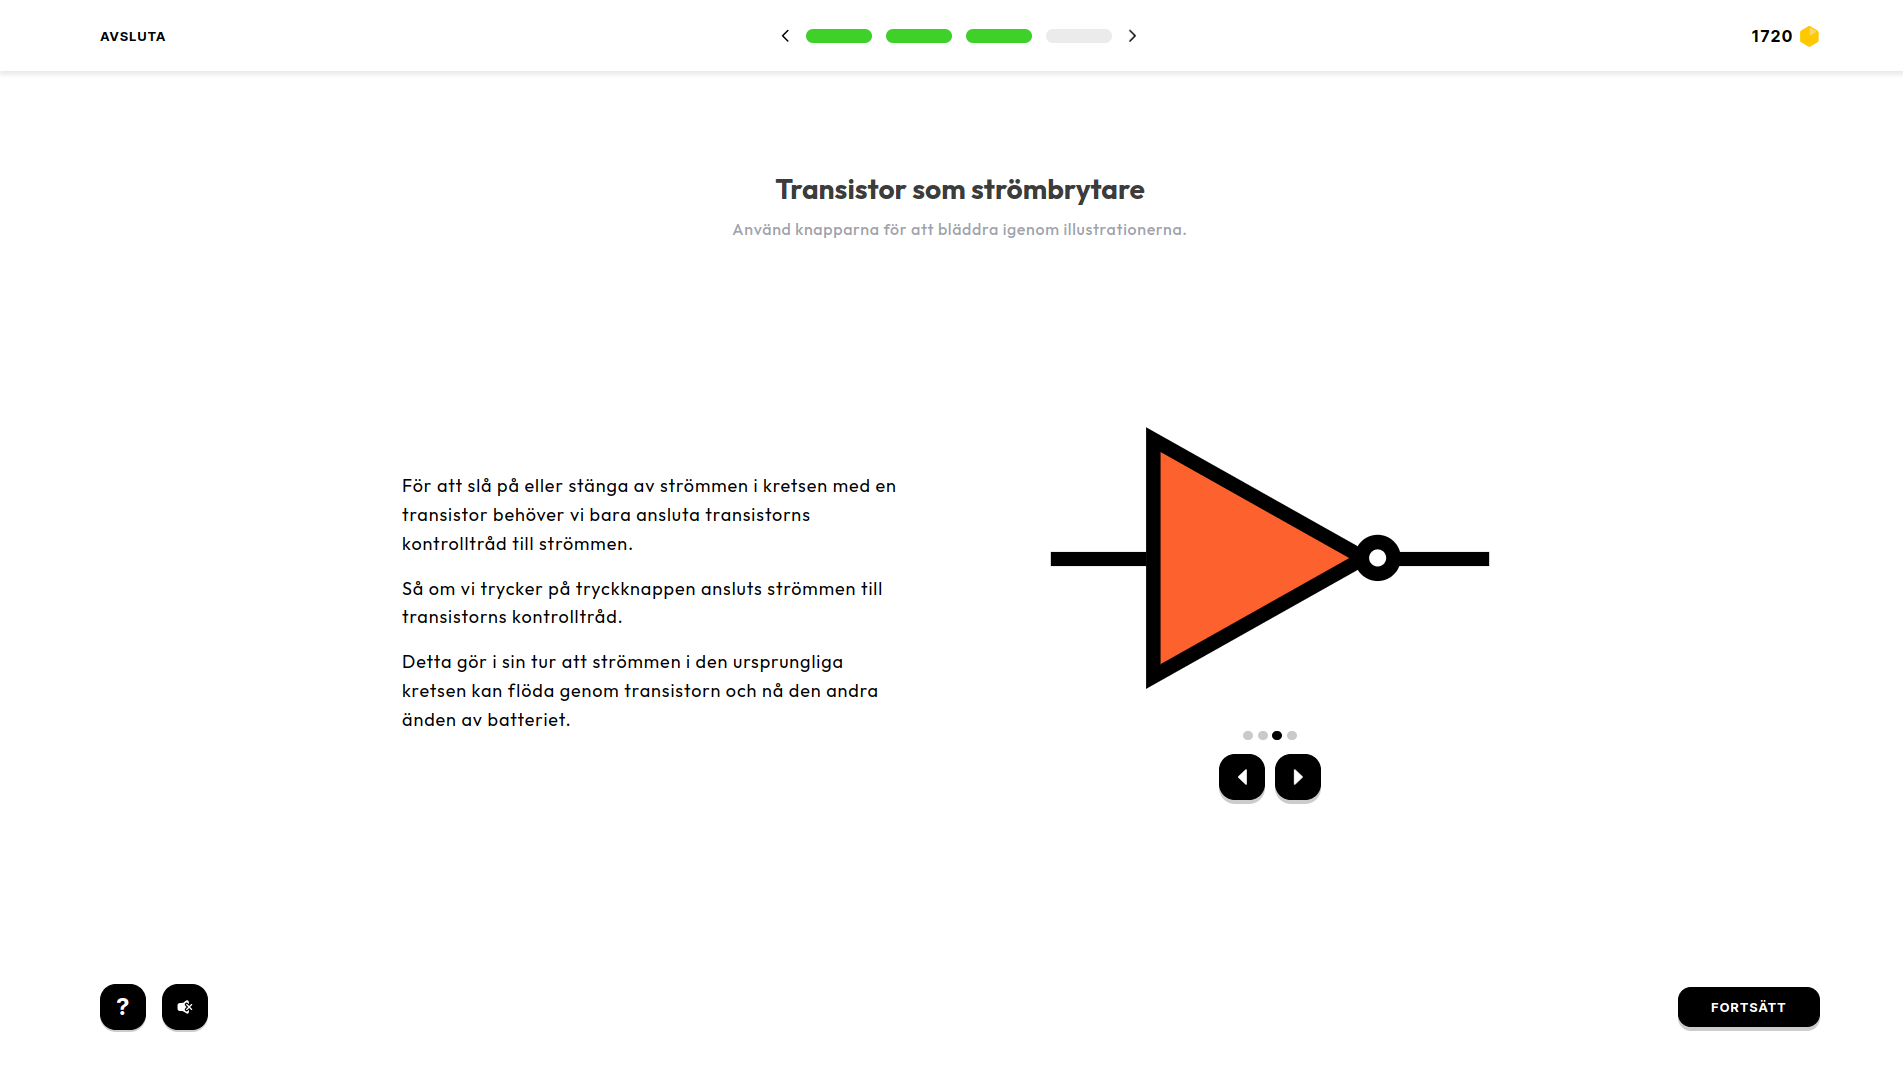 AVSLUTA
1720
Transistor som strömbrytare
Använd knapparna för att bläddra igenom illustrationerna.
För att slå på eller stänga av strömmen i kretsen med en
transistor behöver vi bara ansluta transistorns
kontrolltråd till strömmen.
Så om vi trycker på tryckknappen ansluts strömmen till
transistorns kontrolltråd.
Detta gör i sin tur att strömmen i den ursprungliga
kretsen kan flöda genom transistorn och nå den andra
änden av batteriet.
?
FORTSÄTT